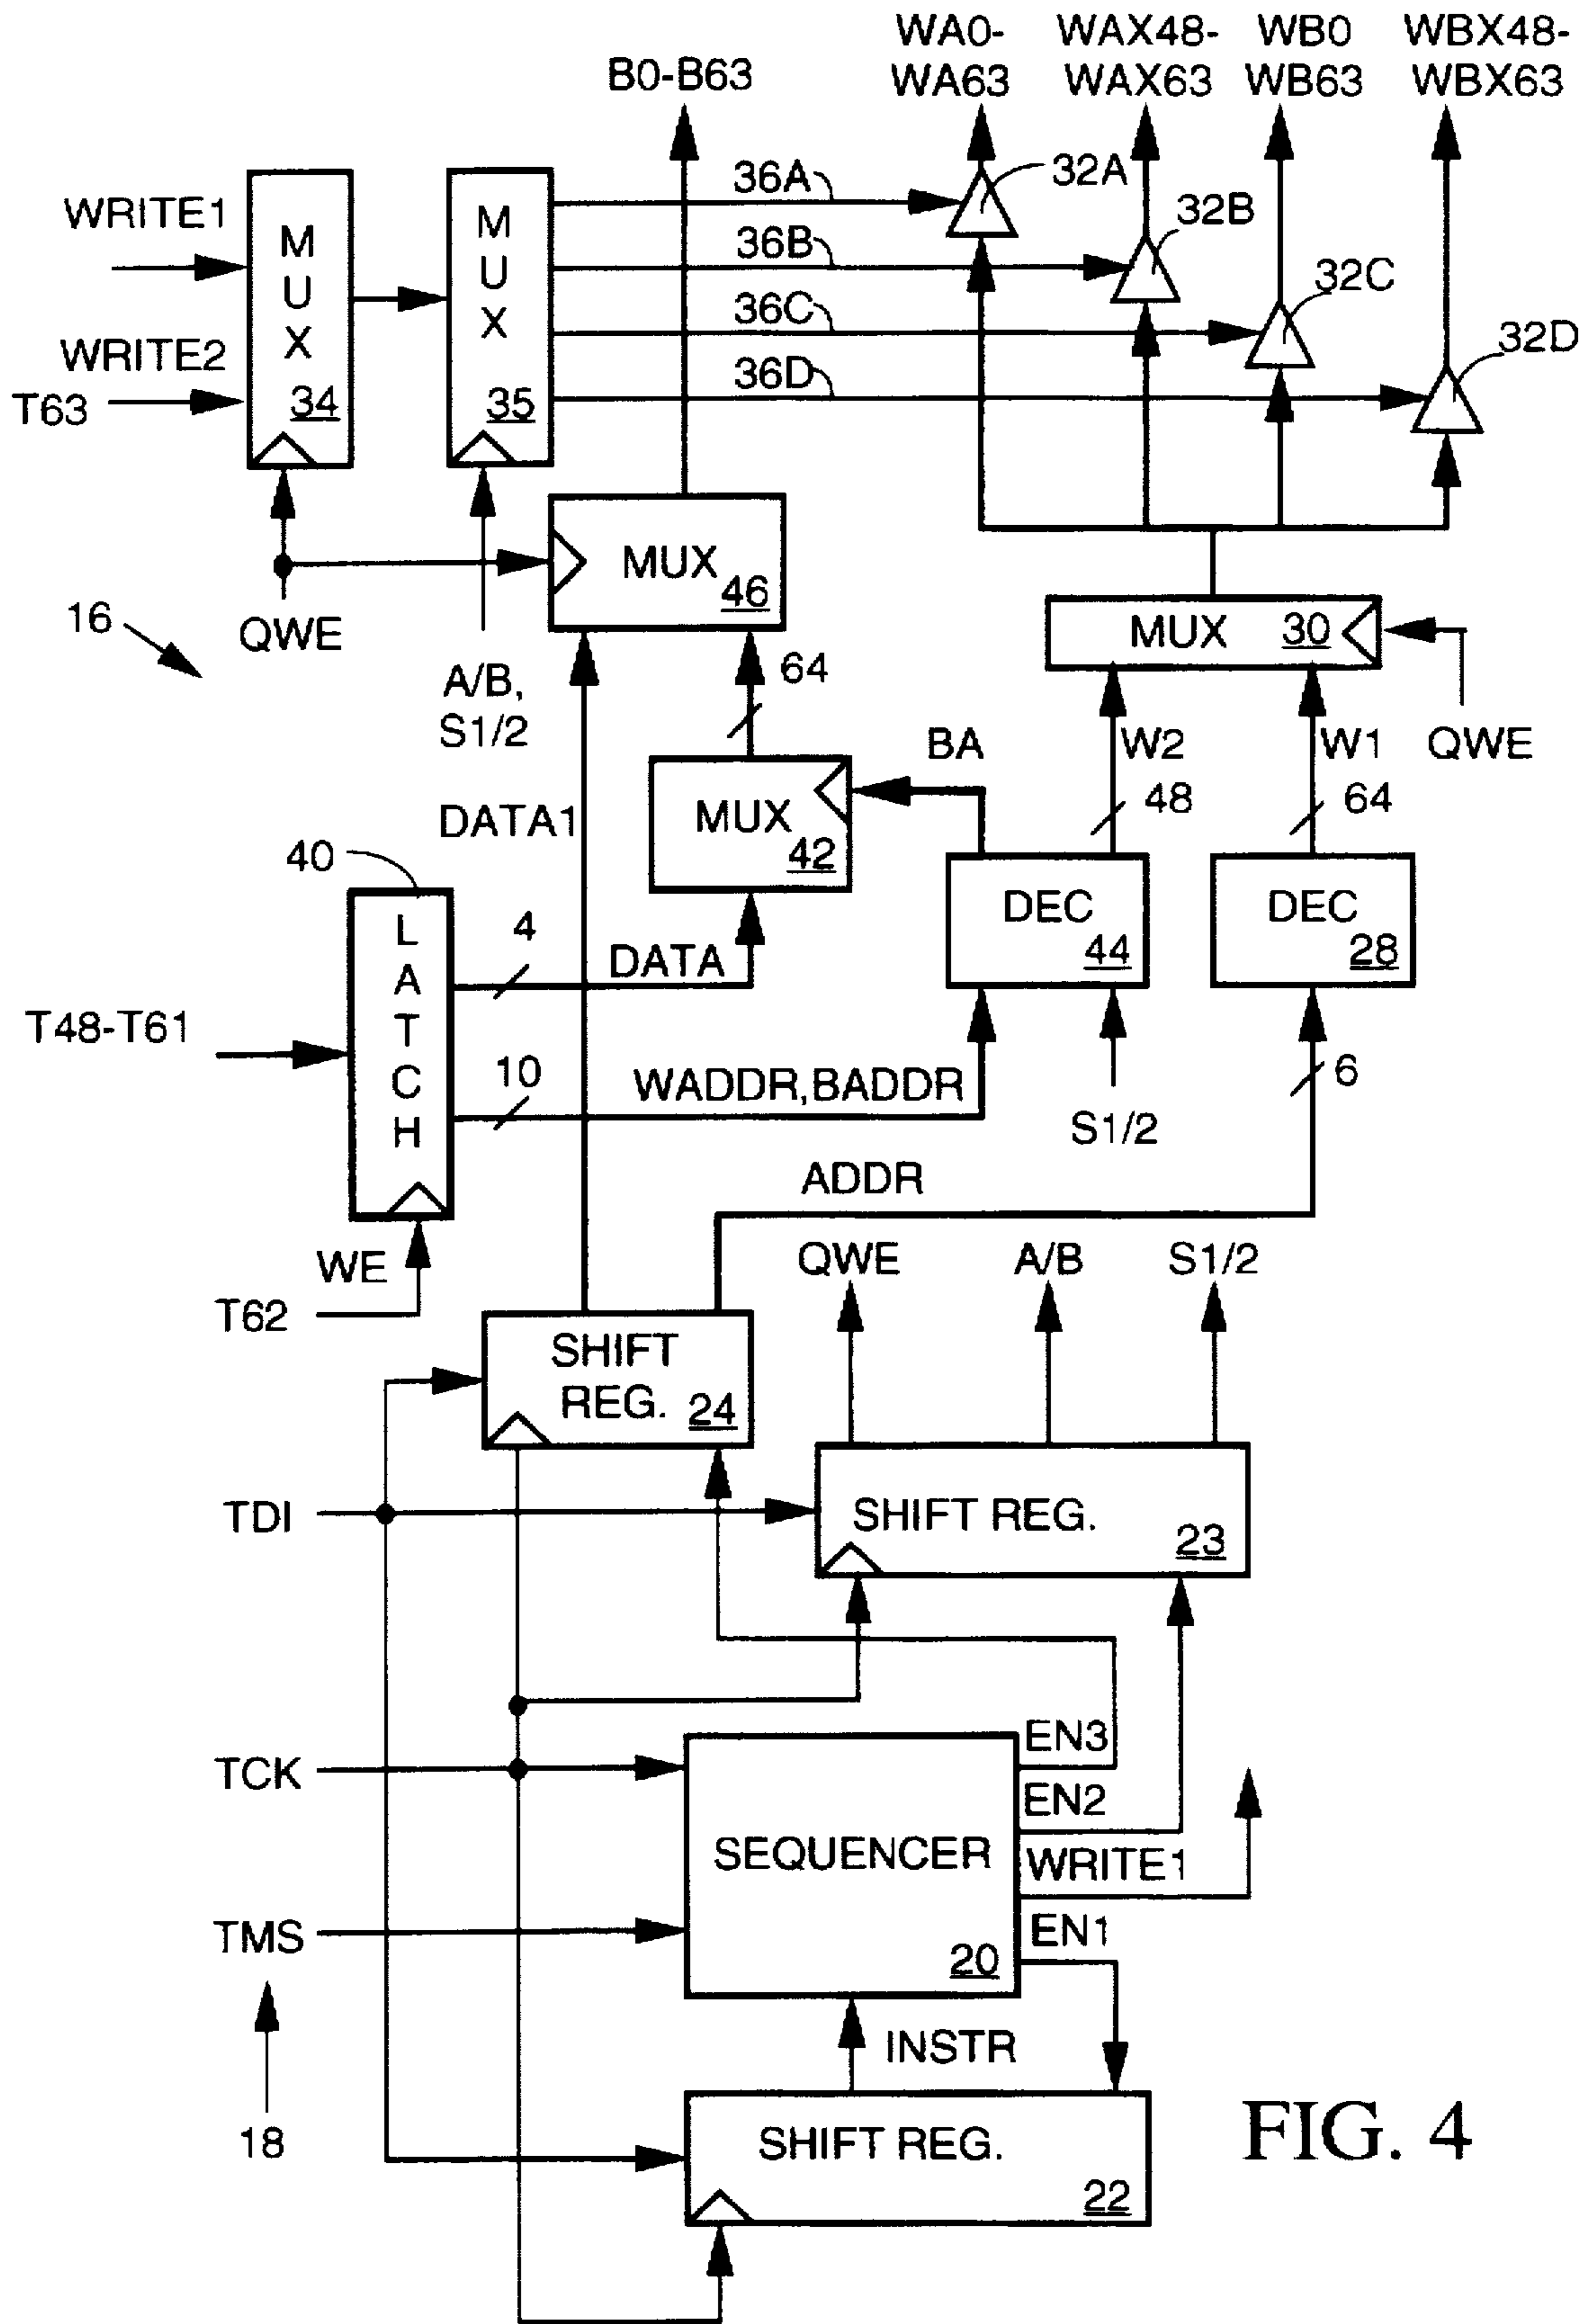 WA0-
WA63
WAX48-
WAX63
WB0
WB63
WBX48-
WBX63
B0-B63
WRITE1
WRITE2
T63
MUX
34
MUX
35
36A
36B
36C
36D
32A
32B
32C
32D
16
QWE
A/B,
S1/2
MUX
46
64
MUX 30
QWE
DATA1
MUX
42
BA
W2
48
W1
64
40
LATCH
4
DATA
DEC
44
DEC
28
T48-T61
10
WADDR,BADDR
S1/2
6
ADDR
WE
T62
QWE
A/B
S1/2
SHIFT
REG. 24
TDI
SHIFT REG.
23
TCK
EN3
EN2
SEQUENCER
WRITE1
TMS
EN1
20
INSTR
18
SHIFT REG.
22
FIG. 4